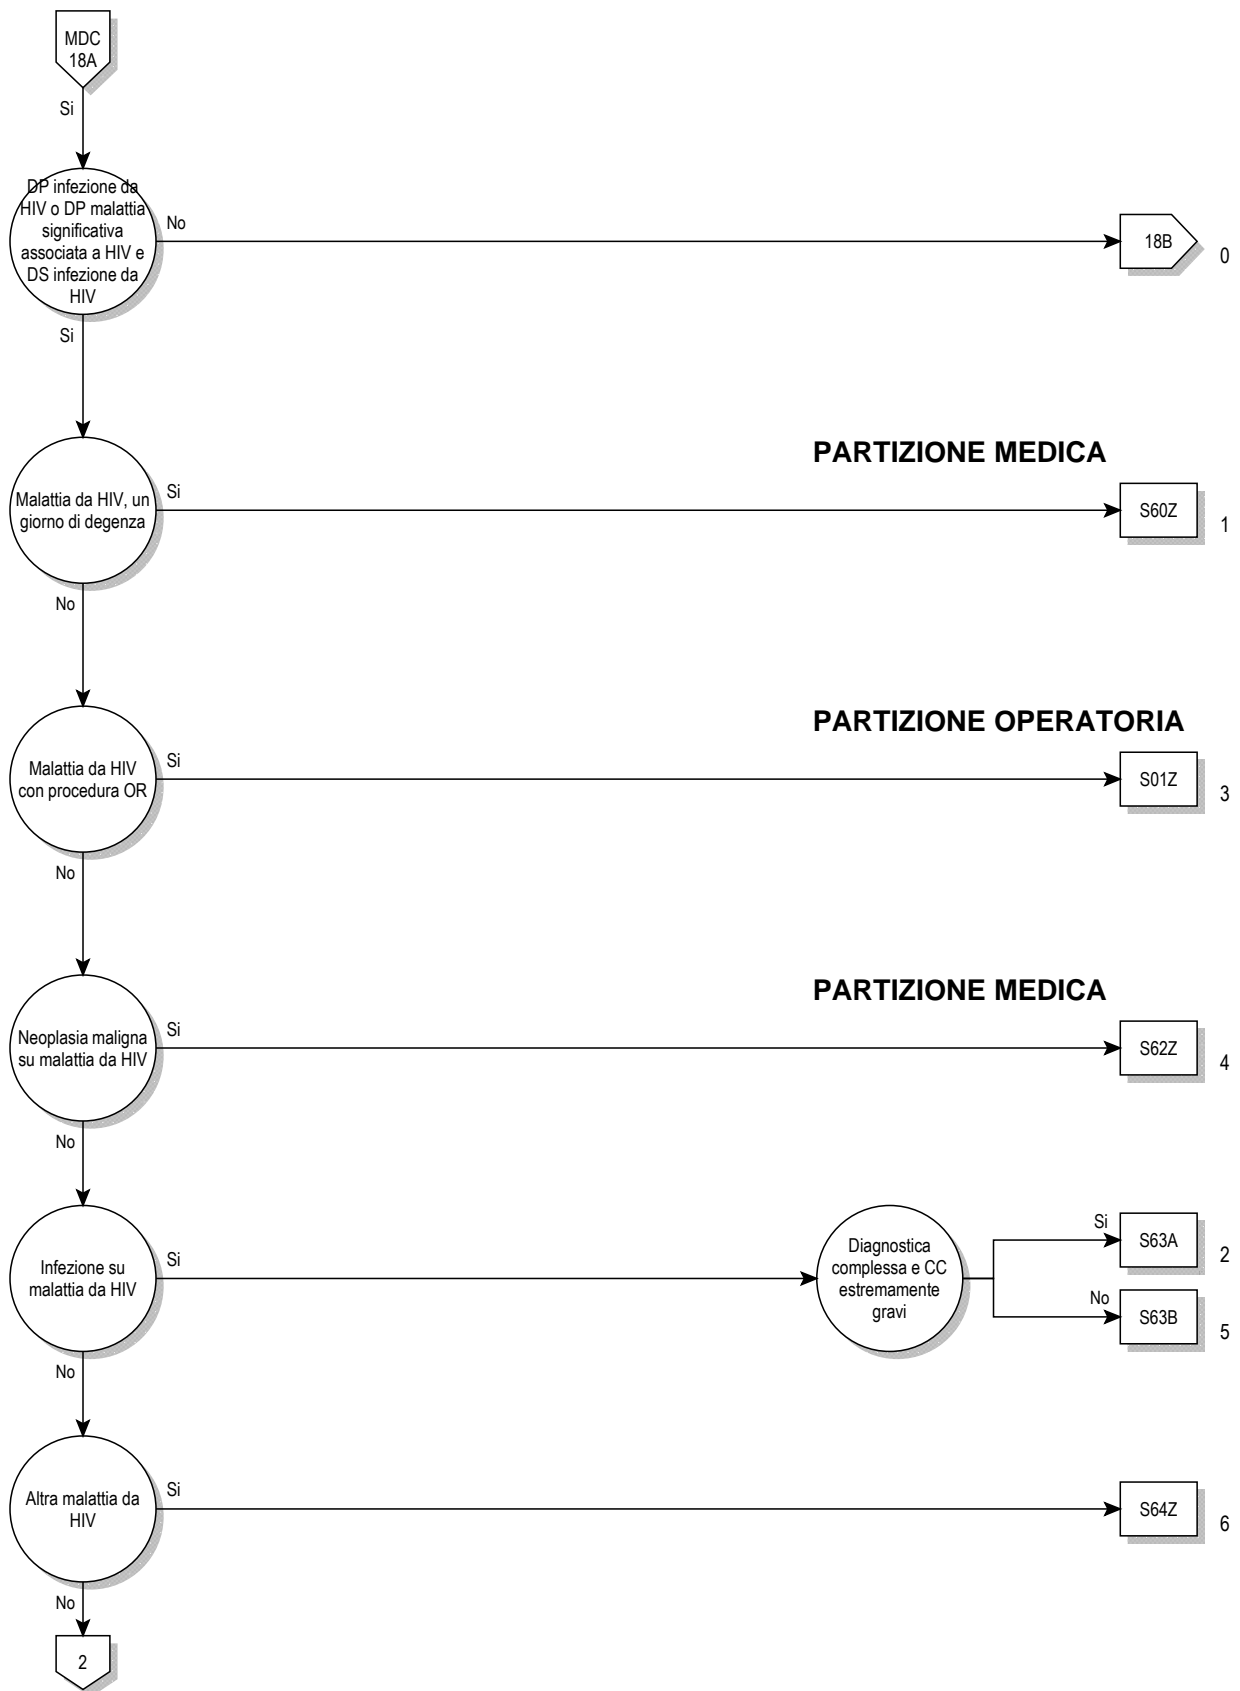 MDC
18A
Si
DP infezione da
HIV o DP malattia
significativa
associata a HIV e
DS infezione da
HIV
No
18B
0
Si
PARTIZIONE MEDICA
Malattia da HIV, un
giorno di degenza
Si
S60Z
1
No
PARTIZIONE OPERATORIA
Malattia da HIV
con procedura OR
Si
S01Z
3
No
PARTIZIONE MEDICA
Neoplasia maligna
su malattia da HIV
Si
S62Z
4
No
Infezione su
malattia da HIV
Si
Diagnostica
complessa e CC
estremamente
gravi
Si
S63A
2
No
S63B
5
No
Altra malattia da
HIV
Si
S64Z
6
No
2